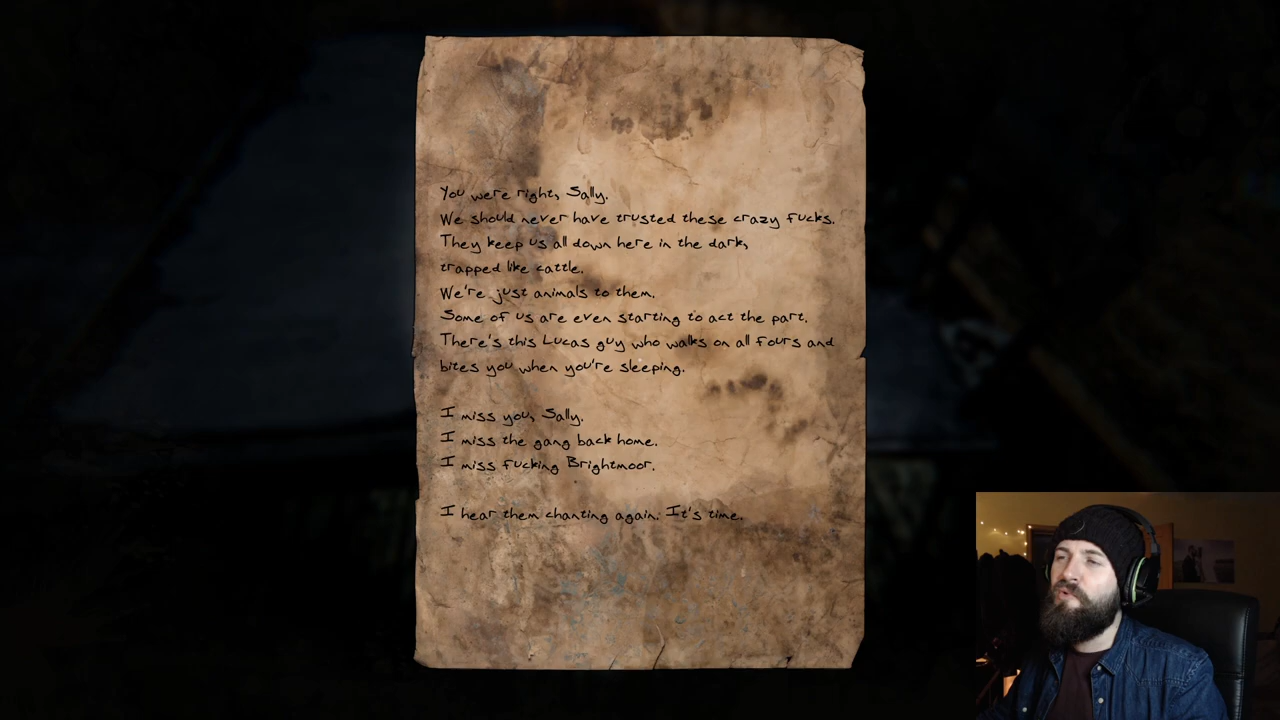 You were right, Sally.
We should never have trusted these crazy fucks.
They keep us all down here in the dark,
trapped like cattle.
We're just animals to them.
Some of us are even starting to act the part.
There's this Lucas guy who walks on all fours and
bites you when you're sleeping.
I miss you, Sally.
I miss the gang back home.
I miss fucking Brightmoor.
I hear them chanting again. It's time.